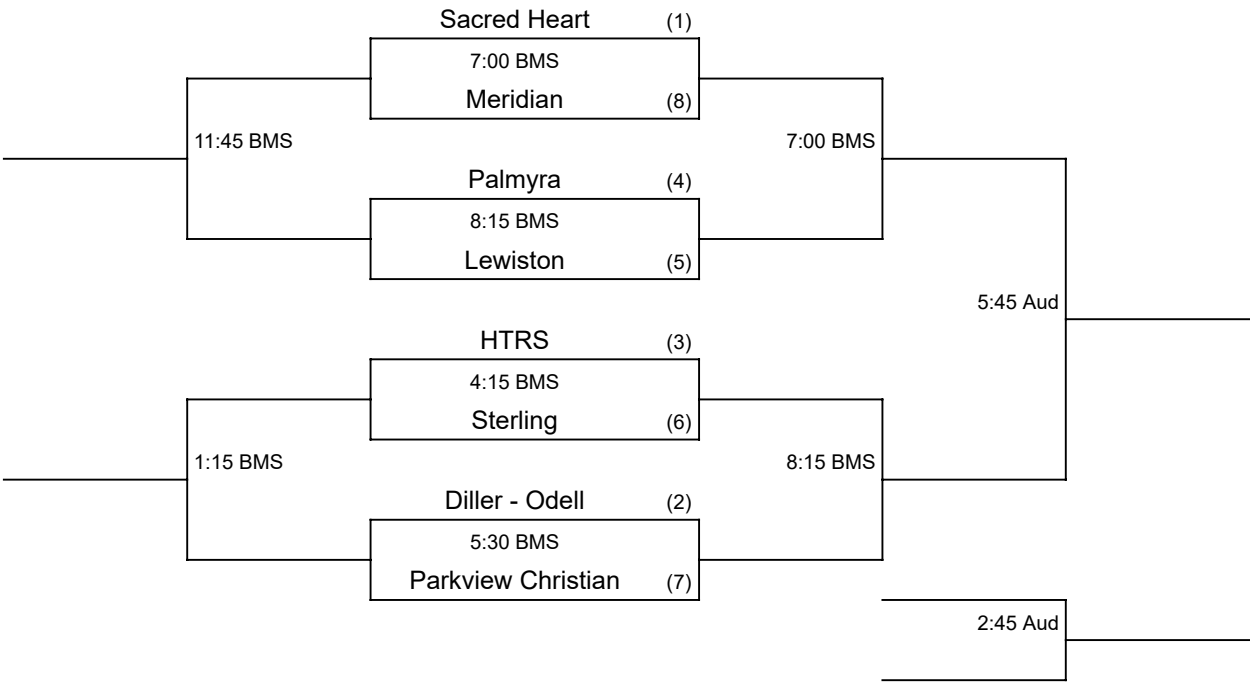 Sacred Heart (1)
7:00 BMS
Meridian (8)
11:45 BMS
7:00 BMS
Palmyra (4)
8:15 BMS
Lewiston (5)
5:45 Aud
HTRS (3)
4:15 BMS
Sterling (6)
1:15 BMS
8:15 BMS
Diller - Odell (2)
5:30 BMS
Parkview Christian (7)
2:45 Aud